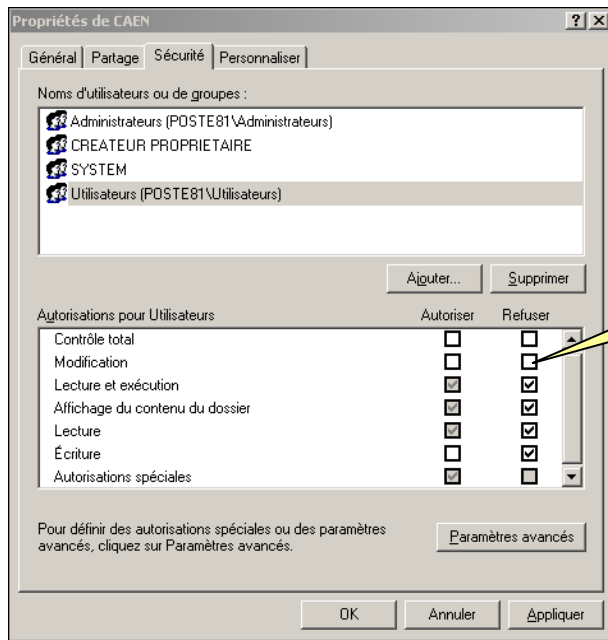 Propriétés de CAEN
Général Partage Sécurité Personnaliser
Noms d'utilisateurs ou de groupes :
Administrateurs (POSTE81\Administrateurs)
CREATEUR PROPRIETAIRE
SYSTEM
Utilisateurs (POSTE81\Utilisateurs)
Ajouter... Supprimer
Autorisations pour Utilisateurs Autoriser Refuser
Contrôle total
Modification
Lecture et exécution
Affichage du contenu du dossier
Lecture
Écriture
Autorisations spéciales
Pour définir des autorisations spéciales ou des paramètres
avancés, cliquez sur Paramètres avancés.
Paramètres avancés
OK Annuler Appliquer